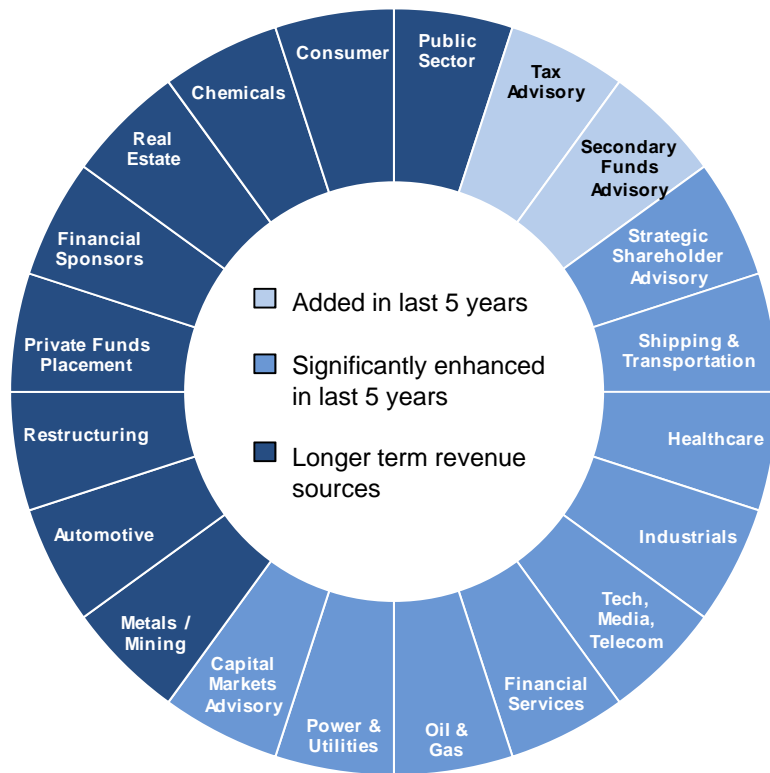 Public
Sector
Tax
Advisory
Secondary
Funds
Advisory
Strategic
Shareholder
Advisory
Shipping &
Transportation
Healthcare
Industrials
Tech,
Media,
Telecom
Financial
Services
Oil &
Gas
Power &
Utilities
Capital
Markets
Advisory
Metals /
Mining
Automotive
Restructuring
Private Funds
Placement
Financial
Sponsors
Real
Estate
Chemicals
Consumer
Added in last 5 years
Significantly enhanced
in last 5 years
Longer term revenue
sources